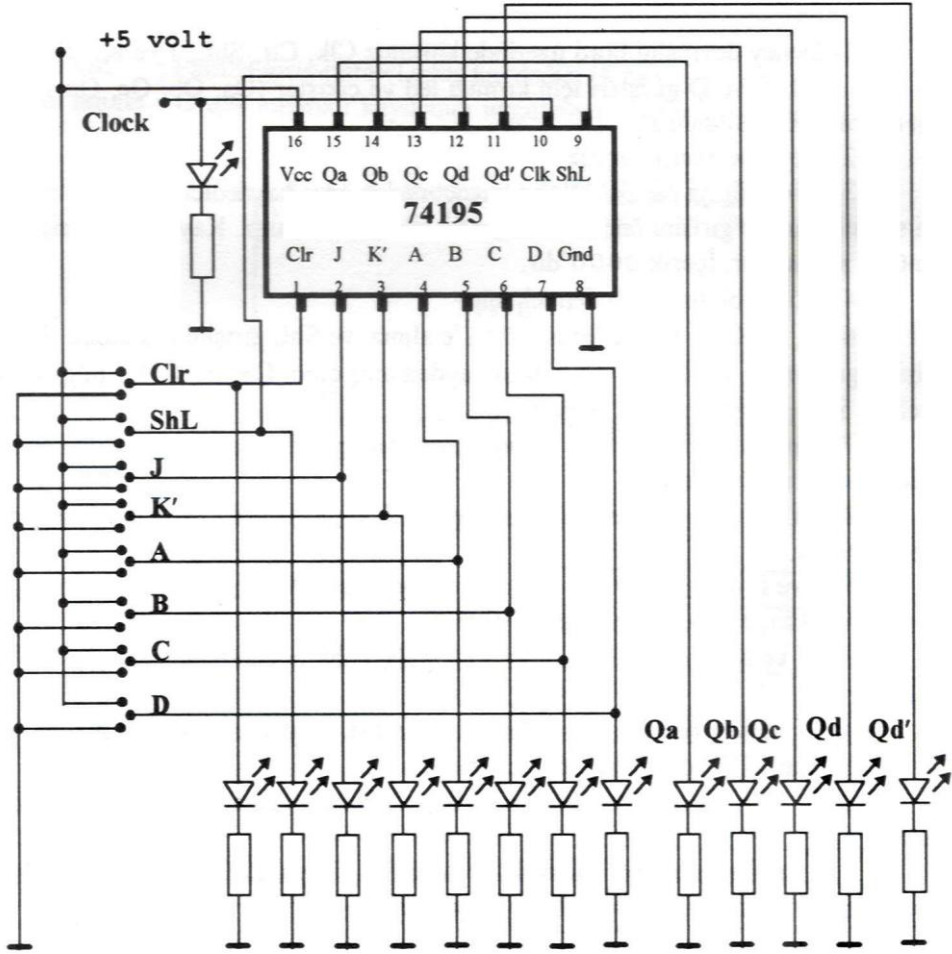 +5 volt
Clock
16 15 14 13 12 11 10 9
Vcc Qa Qb Qc Qd Qd' Clk ShL
74195
Clr J K' A B C D Gnd
1 2 3 4 5 6 7 8
Clr
ShL
J
K'
A
B
C
D
Qa Qb Qc Qd Qd'